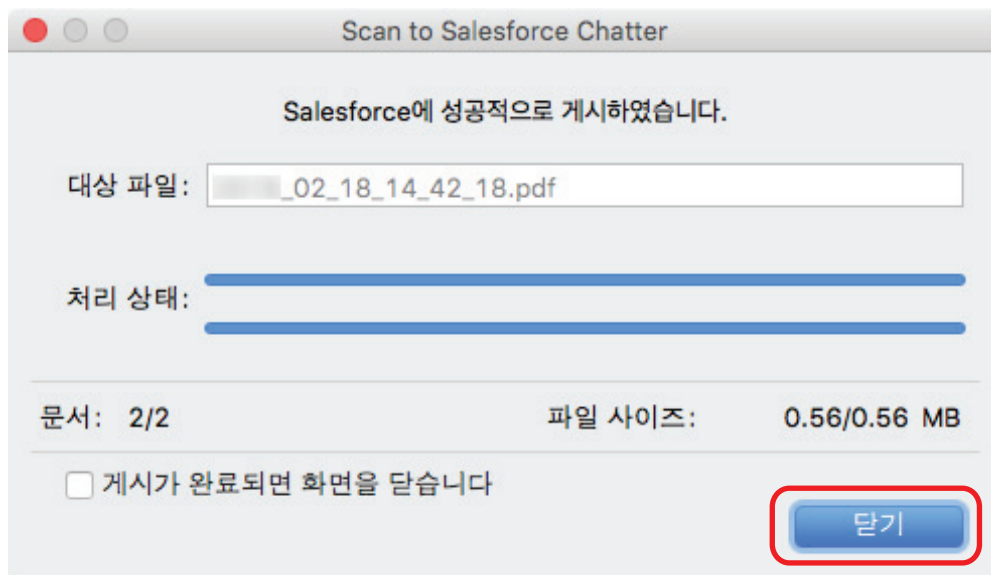 Scan to Salesforce Chatter
Salesforce에 성공적으로 게시하였습니다.
대상 파일: _02_18_14_42_18.pdf
처리 상태:
문서: 2/2 파일 사이즈: 0.56/0.56 MB
게시가 완료되면 화면을 닫습니다
닫기